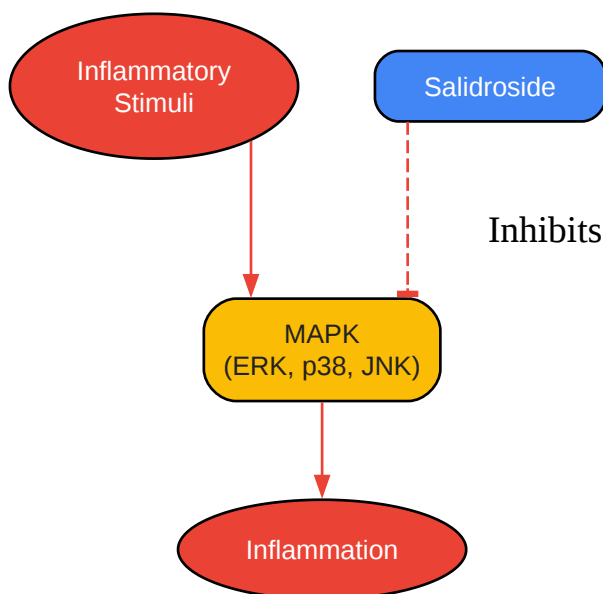 Inflammatory
Stimuli
Salidroside
Inhibits
MAPK
(ERK, p38, JNK)
Inflammation